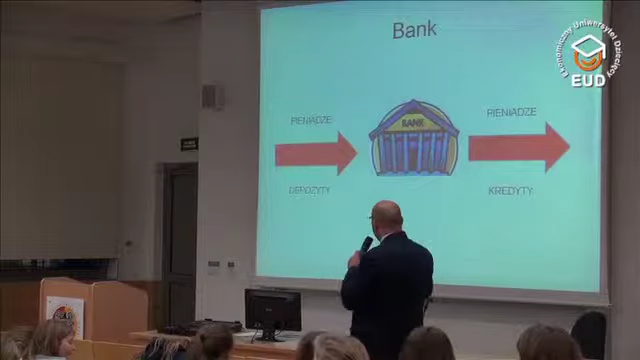 Bank
Ekonomiczny Uniwersytet Dziecięcy
EUD
PIENIĄDZE
BANK
PIENIĄDZE
DEPOZYTY
KREDYTY